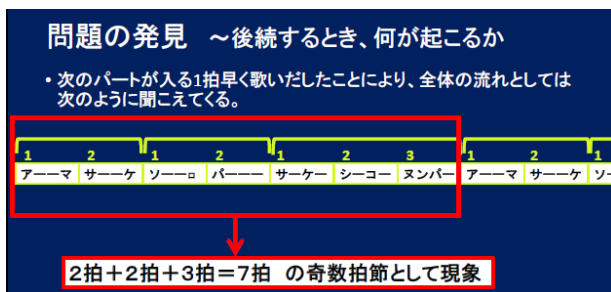 問題の発見 ～後続するとき、何が起こるか
・次のパートが入る1拍早く歌いだしたことにより、全体の流れとしては
次のように聞こえてくる。
1 2 1 2 1 2 3 1 2 1
アーーマ サーーケ ソーーロ パーーー サーケー シーコー ヌンパー アーーマ サーーケ ソー
2拍＋2拍＋3拍＝7拍 の奇数拍節として現象